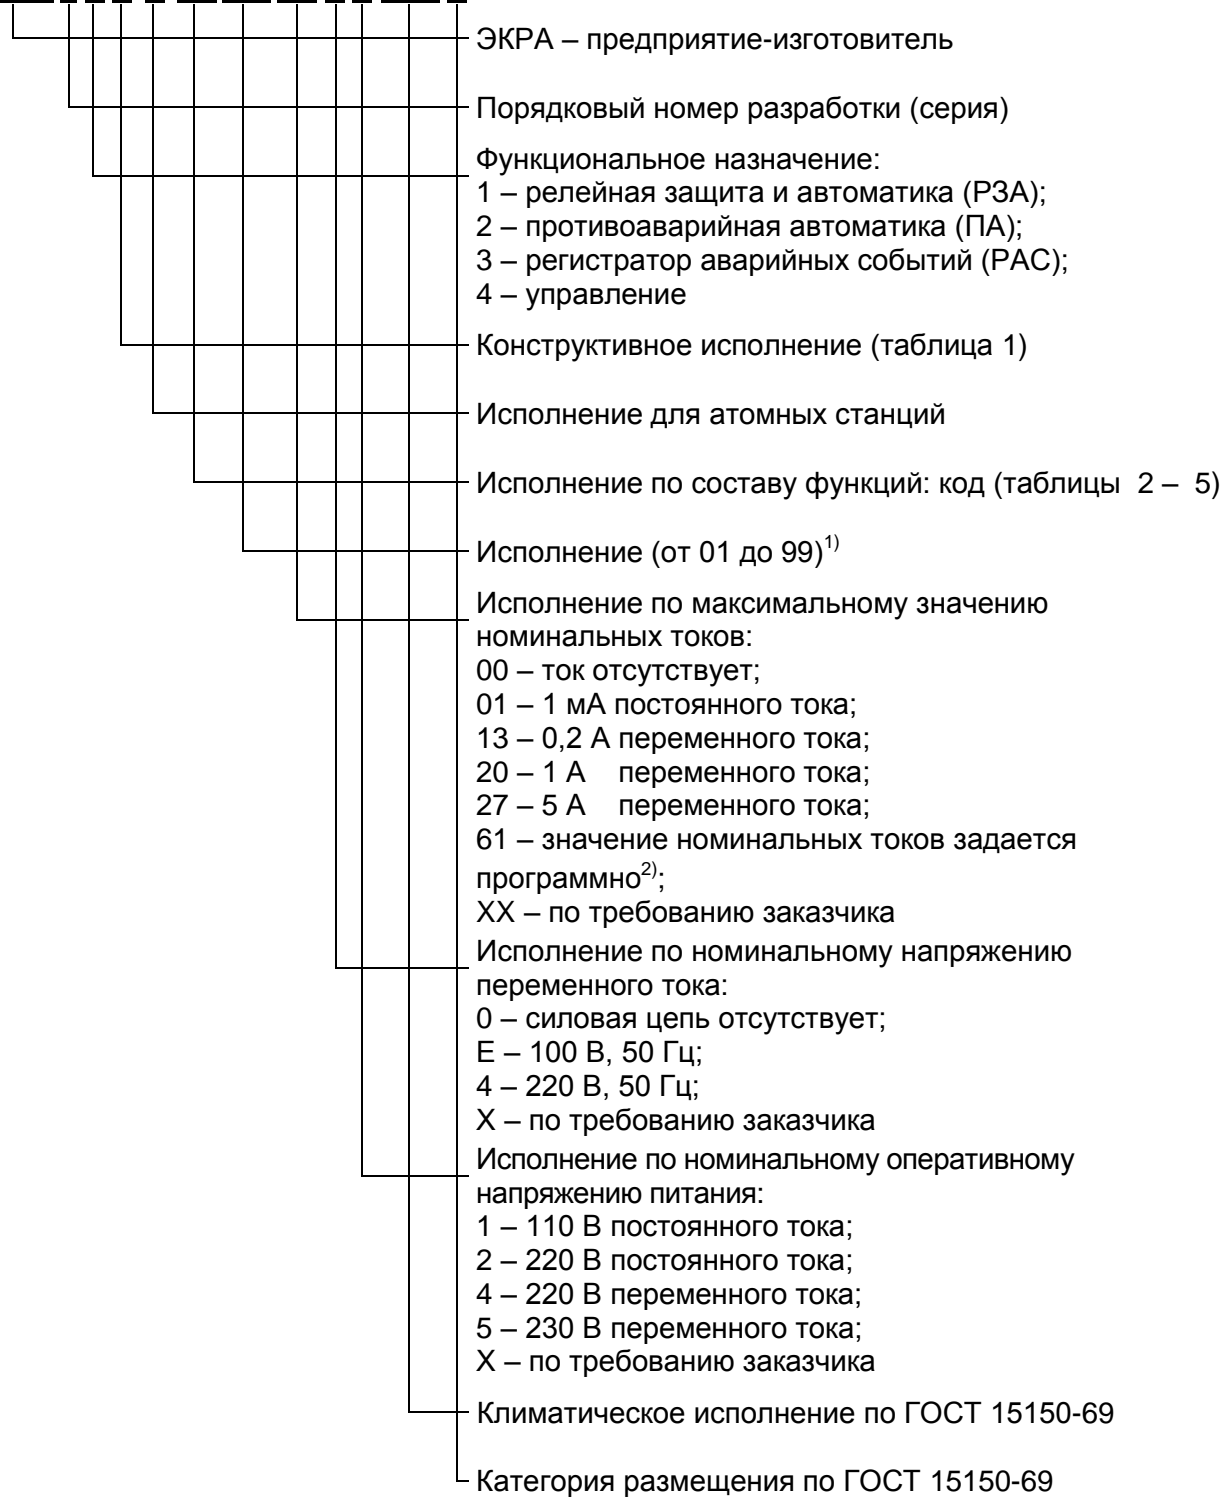 ЭКРА – предприятие-изготовитель
Порядковый номер разработки (серия)
Функциональное назначение:
1 – релейная защита и автоматика (РЗА);
2 – противоаварийная автоматика (ПА);
3 – регистратор аварийных событий (РАС);
4 – управление
Конструктивное исполнение (таблица 1)
Исполнение для атомных станций
Исполнение по составу функций: код (таблицы 2 – 5)
Исполнение (от 01 до 99)1)
Исполнение по максимальному значению
номинальных токов:
00 – ток отсутствует;
01 – 1 мА постоянного тока;
13 – 0,2 А переменного тока;
20 – 1 А переменного тока;
27 – 5 А переменного тока;
61 – значение номинальных токов задается
программно2);
ХХ – по требованию заказчика
Исполнение по номинальному напряжению
переменного тока:
0 – силовая цепь отсутствует;
Е – 100 В, 50 Гц;
4 – 220 В, 50 Гц;
Х – по требованию заказчика
Исполнение по номинальному оперативному
напряжению питания:
1 – 110 В постоянного тока;
2 – 220 В постоянного тока;
4 – 220 В переменного тока;
5 – 230 В переменного тока;
Х – по требованию заказчика
Климатическое исполнение по ГОСТ 15150-69
Категория размещения по ГОСТ 15150-69